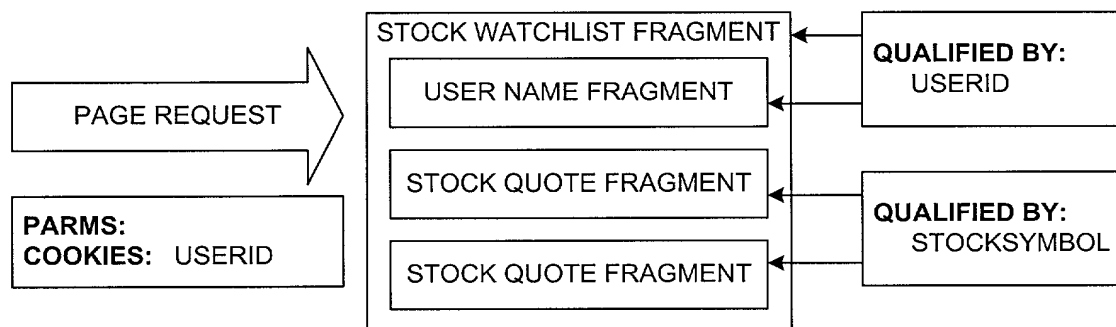 PAGE REQUEST
PARMS:
COOKIES: USERID
STOCK WATCHLIST FRAGMENT
USER NAME FRAGMENT
STOCK QUOTE FRAGMENT
STOCK QUOTE FRAGMENT
QUALIFIED BY:
USERID
QUALIFIED BY:
STOCKSYMBOL